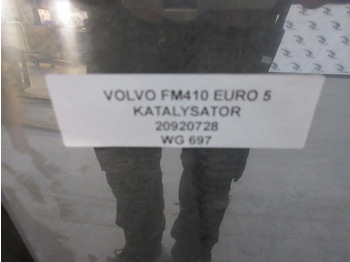 VOLVO FM410 EURO 5
KATALYSATOR
20920728
WG 697